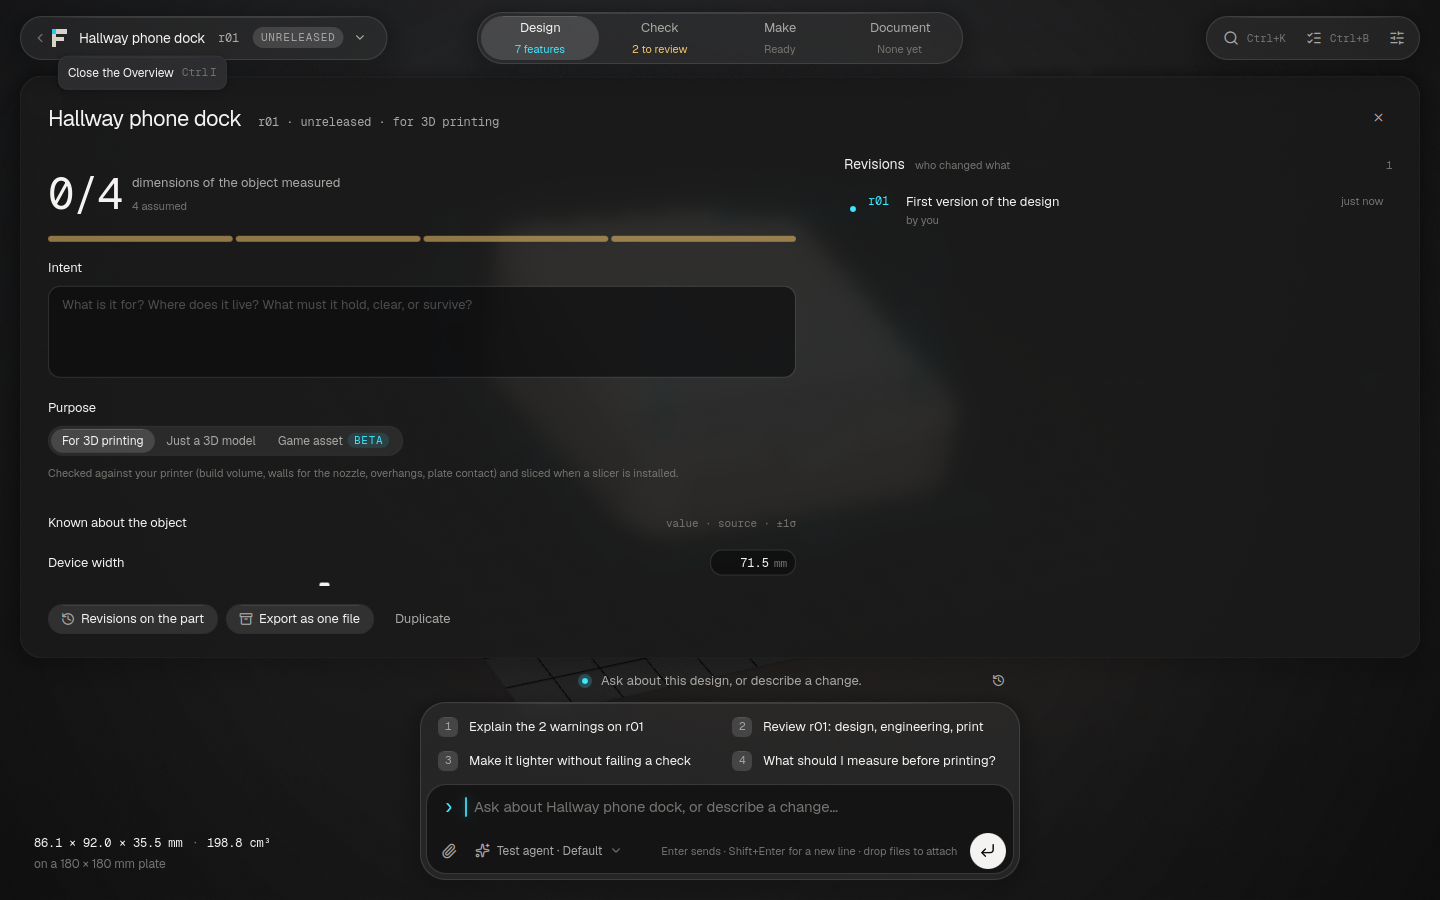 Hallway phone dock r01 UNRELEASED
Design
7 features
Check
2 to review
Make
Ready
Document
None yet
Ctrl+K
Ctrl+B
Close the Overview Ctrl I
Hallway phone dock r01 · unreleased · for 3D printing
0/4 dimensions of the object measured
4 assumed
Intent
What is it for? Where does it live? What must it hold, clear, or survive?
Purpose
For 3D printing Just a 3D model Game asset BETA
Checked against your printer (build volume, walls for the nozzle, overhangs, plate contact) and sliced when a slicer is installed.
Known about the object value · source · ±1σ
Device width 71.5 mm
Revisions on the part Export as one file Duplicate
Revisions who changed what 1
r01 First version of the design just now
by you
Ask about this design, or describe a change.
1 Explain the 2 warnings on r01
2 Review r01: design, engineering, print
3 Make it lighter without failing a check
4 What should I measure before printing?
Ask about Hallway phone dock, or describe a change...
Test agent · Default
Enter sends · Shift+Enter for a new line · drop files to attach
86.1 × 92.0 × 35.5 mm · 198.8 cm³
on a 180 × 180 mm plate